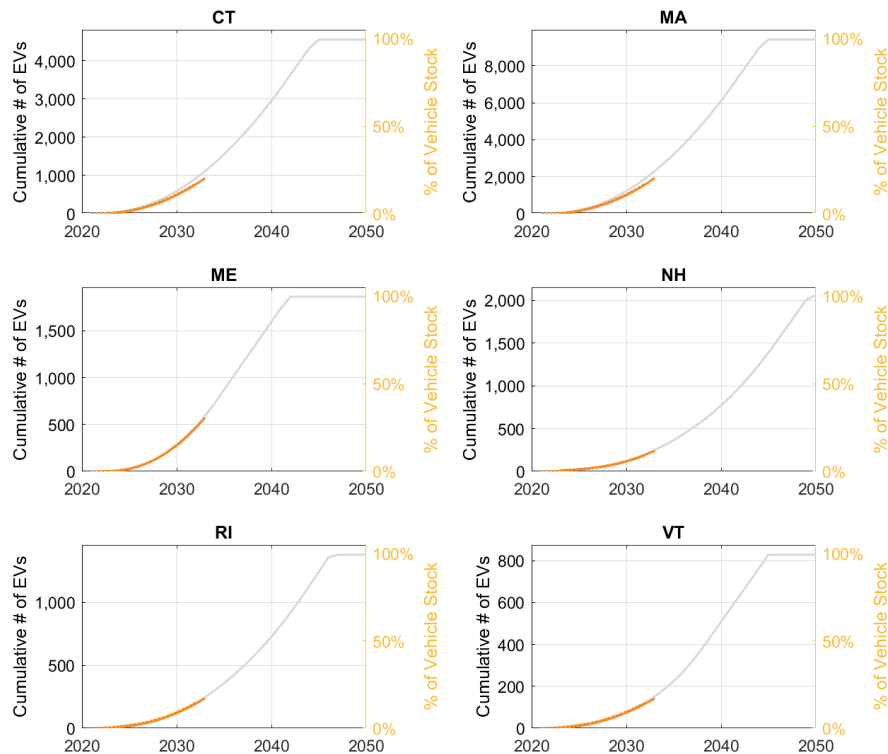 CT
Cumulative # of EVs
4,000
3,000
2,000
1,000
0
100%
50%
0%
% of Vehicle Stock
2020 2030 2040 2050
MA
Cumulative # of EVs
8,000
6,000
4,000
2,000
0
100%
50%
0%
% of Vehicle Stock
2020 2030 2040 2050
ME
Cumulative # of EVs
1,500
1,000
500
0
100%
50%
0%
% of Vehicle Stock
2020 2030 2040 2050
NH
Cumulative # of EVs
2,000
1,500
1,000
500
0
100%
50%
0%
% of Vehicle Stock
2020 2030 2040 2050
RI
Cumulative # of EVs
1,000
500
0
100%
50%
0%
% of Vehicle Stock
2020 2030 2040 2050
VT
Cumulative # of EVs
800
600
400
200
0
100%
50%
0%
% of Vehicle Stock
2020 2030 2040 2050